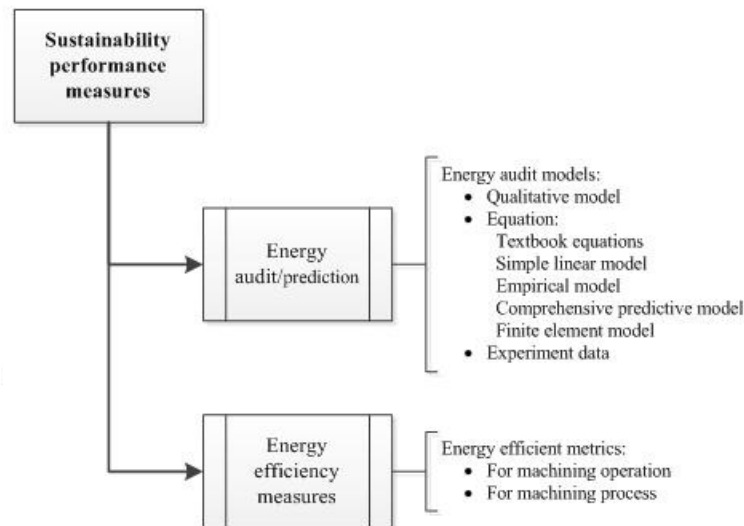 Sustainability
performance
measures
Energy
audit/prediction
Energy audit models:
• Qualitative model
• Equation:
Textbook equations
Simple linear model
Empirical model
Comprehensive predictive model
Finite element model
• Experiment data
Energy
efficiency
measures
Energy efficient metrics:
• For machining operation
• For machining process